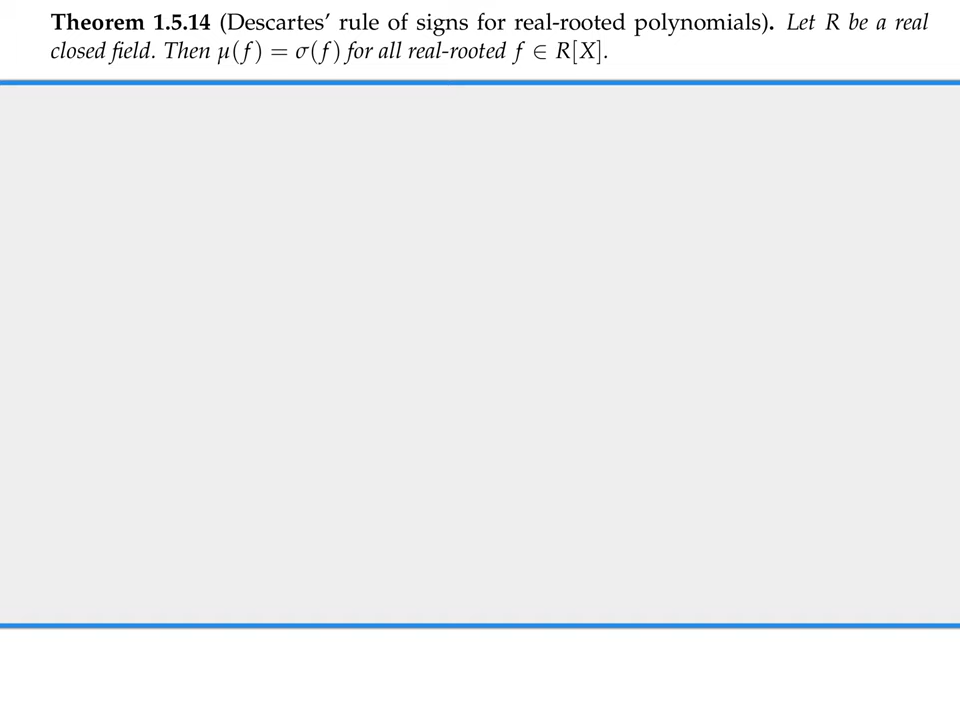 Theorem 1.5.14 (Descartes’ rule of signs for real-rooted polynomials). Let R be a real
closed field. Then μ(f) = σ(f) for all real-rooted f ∈ R[X].